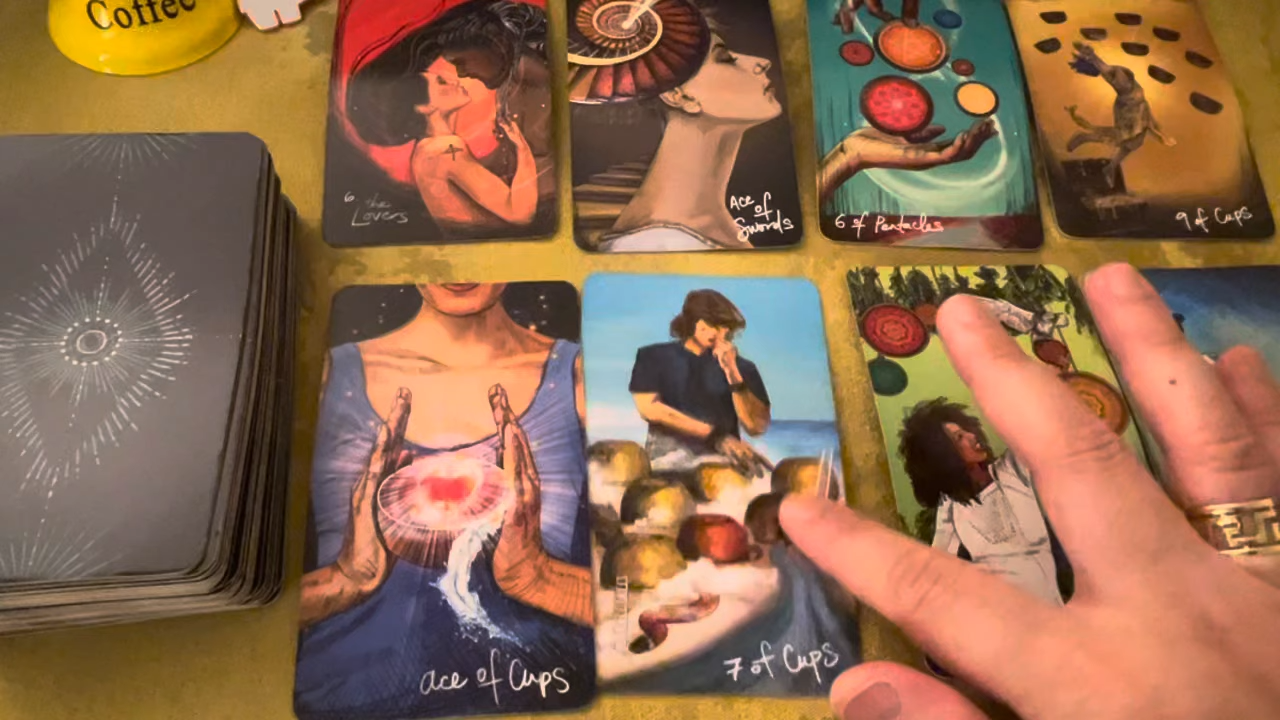 Coffee
6 the
Lovers
Ace
of
Swords
6 of Pentacles
9 of Cups
ace of Cups
7 of Cups